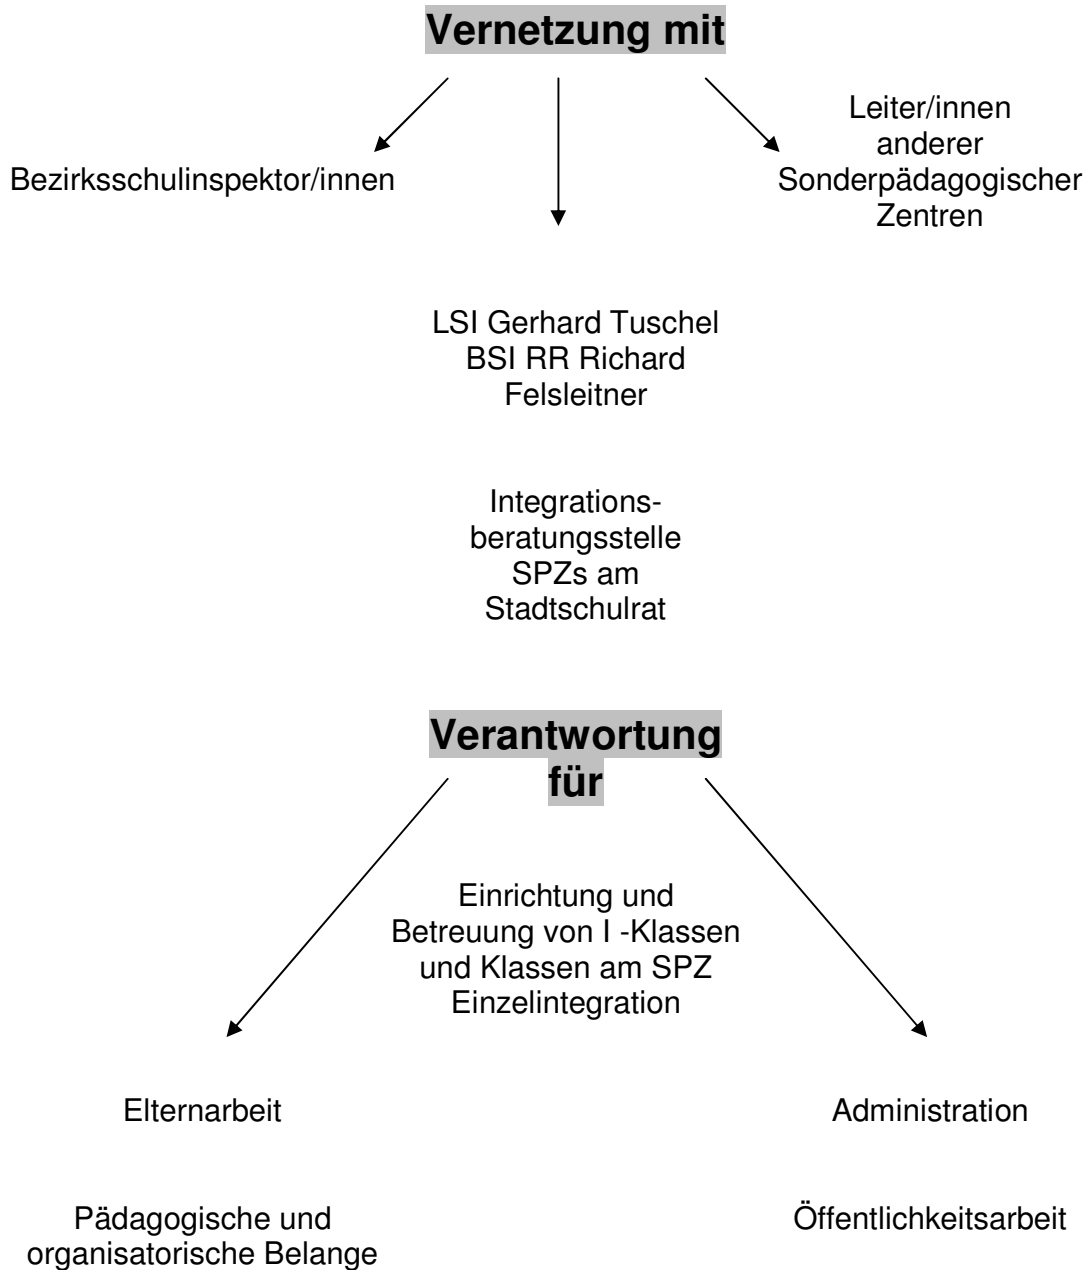 Vernetzung mit
Bezirksschulinspektor/innen
Leiter/innen
anderer
Sonderpädagogischer
Zentren
LSI Gerhard Tuschel
BSI RR Richard
Felsleitner
Integrations-
beratungsstelle
SPZs am
Stadtschulrat
Verantwortung
für
Einrichtung und
Betreuung von I -Klassen
und Klassen am SPZ
Einzelintegration
Elternarbeit
Administration
Pädagogische und
organisatorische Belange
Öffentlichkeitsarbeit